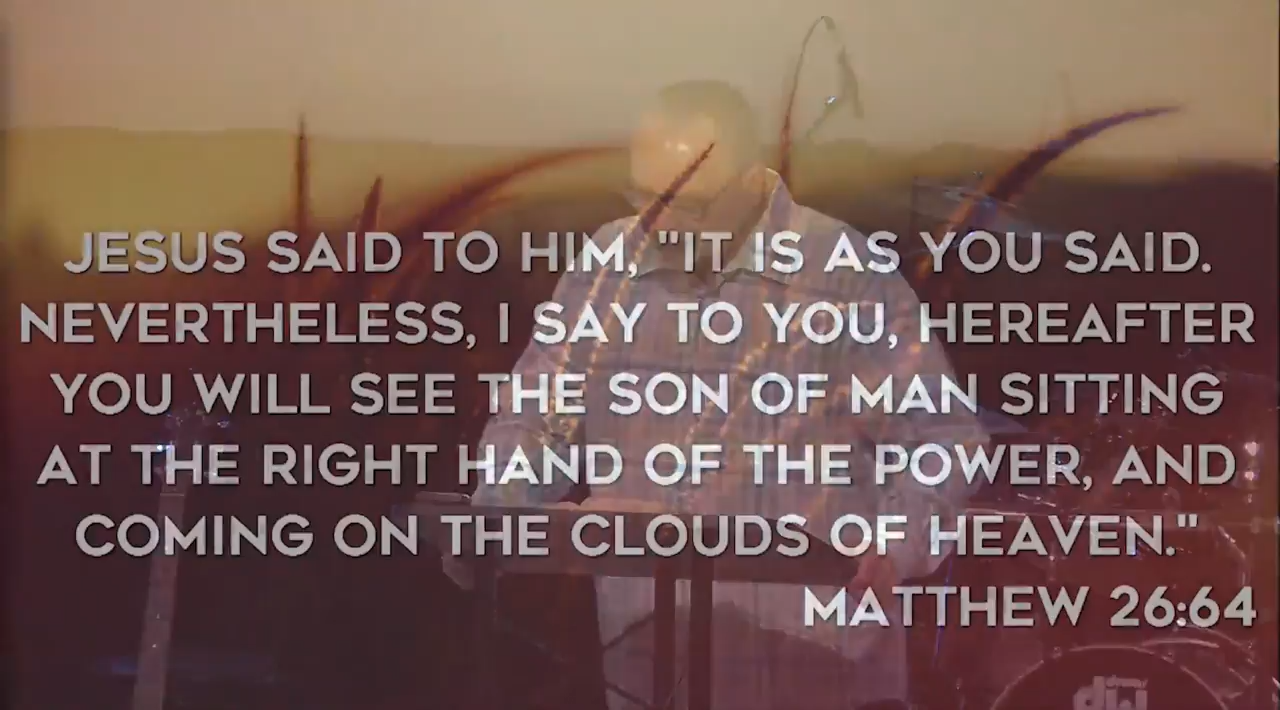 JESUS SAID TO HIM, "IT IS AS YOU SAID.
NEVERTHELESS, I SAY TO YOU, HEREAFTER
YOU WILL SEE THE SON OF MAN SITTING
AT THE RIGHT HAND OF THE POWER, AND
COMING ON THE CLOUDS OF HEAVEN."
MATTHEW 26:64
dw